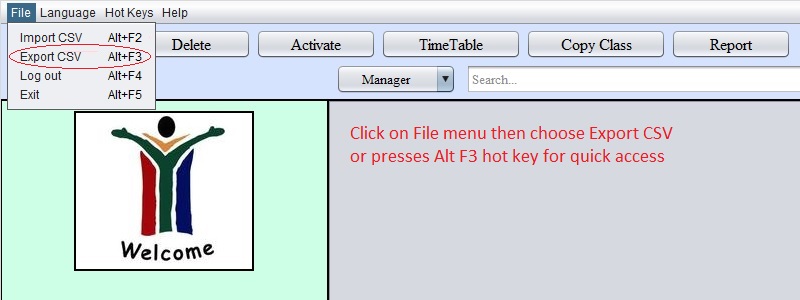 File Language Hot Keys Help
Import CSV Alt+F2
Export CSV Alt+F3
Log out Alt+F4
Exit Alt+F5
Delete Activate TimeTable Copy Class Report
Manager Search...
Click on File menu then choose Export CSV
or presses Alt F3 hot key for quick access
Welcome